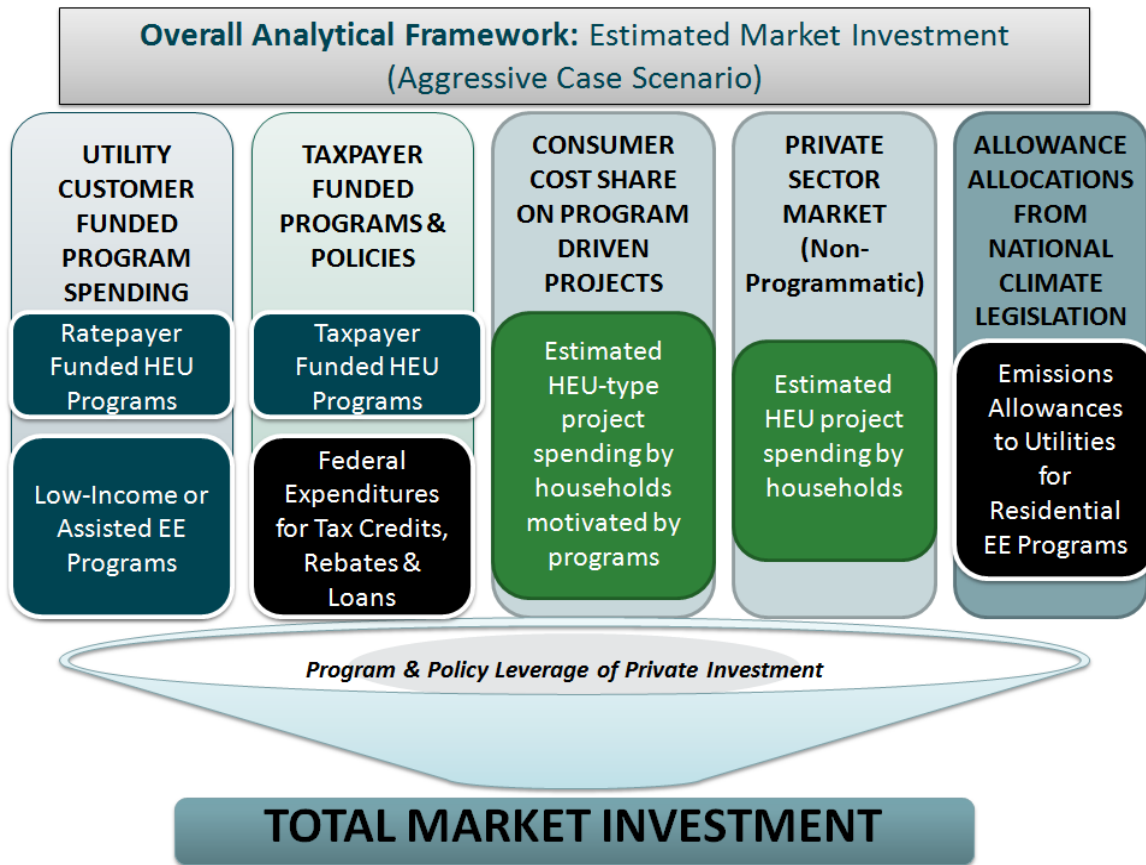 Overall Analytical Framework: Estimated Market Investment
(Aggressive Case Scenario)
UTILITY
CUSTOMER
FUNDED
PROGRAM
SPENDING
Ratepayer
Funded HEU
Programs
Low-Income or
Assisted EE
Programs
TAXPAYER
FUNDED
PROGRAMS &
POLICIES
Taxpayer
Funded HEU
Programs
Federal
Expenditures
for Tax Credits,
Rebates &
Loans
CONSUMER
COST SHARE
ON PROGRAM
DRIVEN
PROJECTS
Estimated
HEU-type
project
spending by
households
motivated by
programs
PRIVATE
SECTOR
MARKET
(Non-
Programmatic)
Estimated
HEU project
spending by
households
ALLOWANCE
ALLOCATIONS
FROM
NATIONAL
CLIMATE
LEGISLATION
Emissions
Allowances
to Utilities
for
Residential
EE Programs
Program & Policy Leverage of Private Investment
TOTAL MARKET INVESTMENT